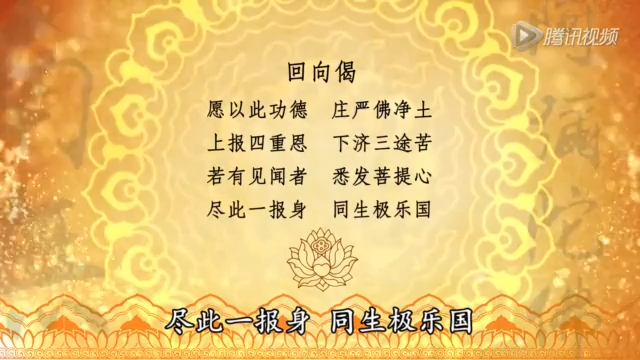 腾讯视频
回向偈
愿以此功德 庄严佛净土
上报四重恩 下济三途苦
若有见闻者 悉发菩提心
尽此一报身 同生极乐国
尽此一报身 同生极乐国